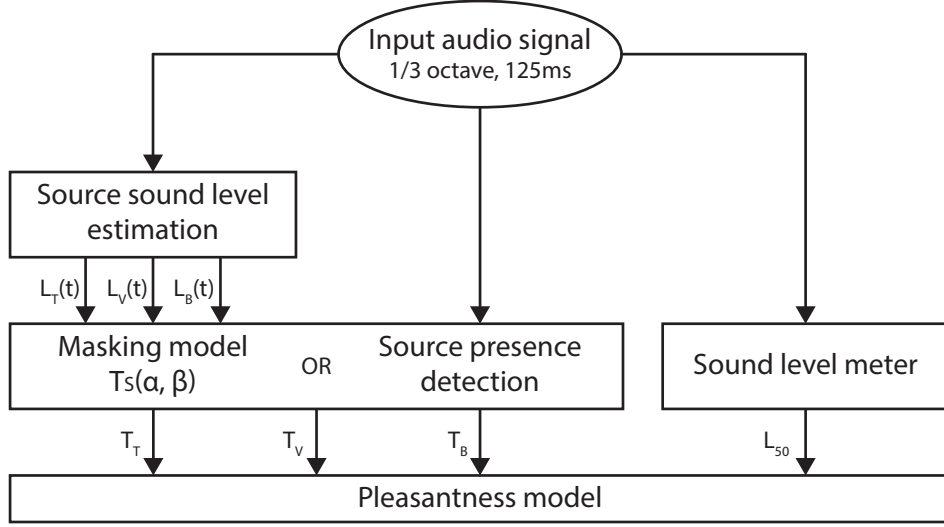 Input audio signal
1/3 octave, 125ms
Source sound level
estimation
L_T(t) L_V(t) L_B(t)
Masking model
Ts(α, β)
OR
Source presence
detection
Sound level meter
T_T T_V T_B L_50
Pleasantness model